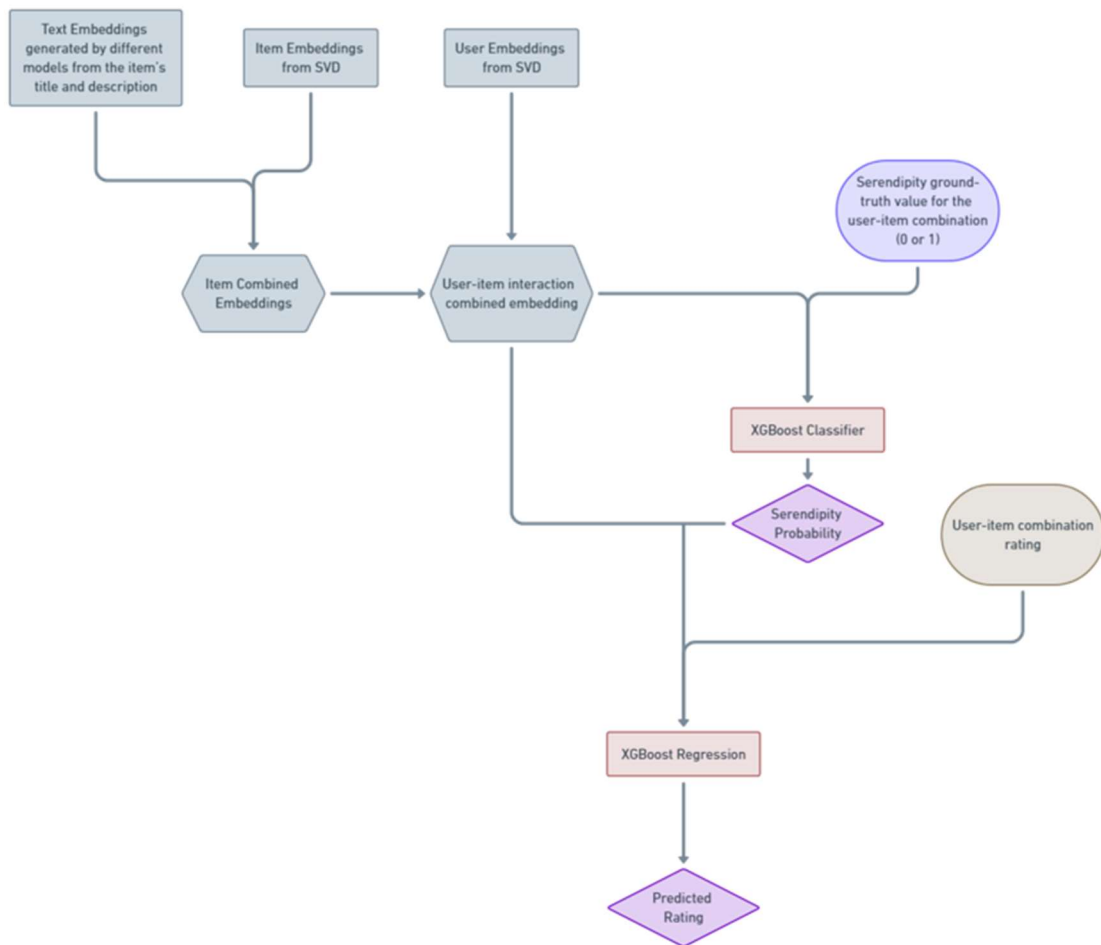 Text Embeddings
generated by different
models from the item's
title and description
Item Embeddings
from SVD
User Embeddings
from SVD
Serendipity ground-
truth value for the
user-item combination
(0 or 1)
Item Combined
Embeddings
User-item interaction
combined embedding
XGBoost Classifier
Serendipity
Probability
User-item combination
rating
XGBoost Regression
Predicted
Rating